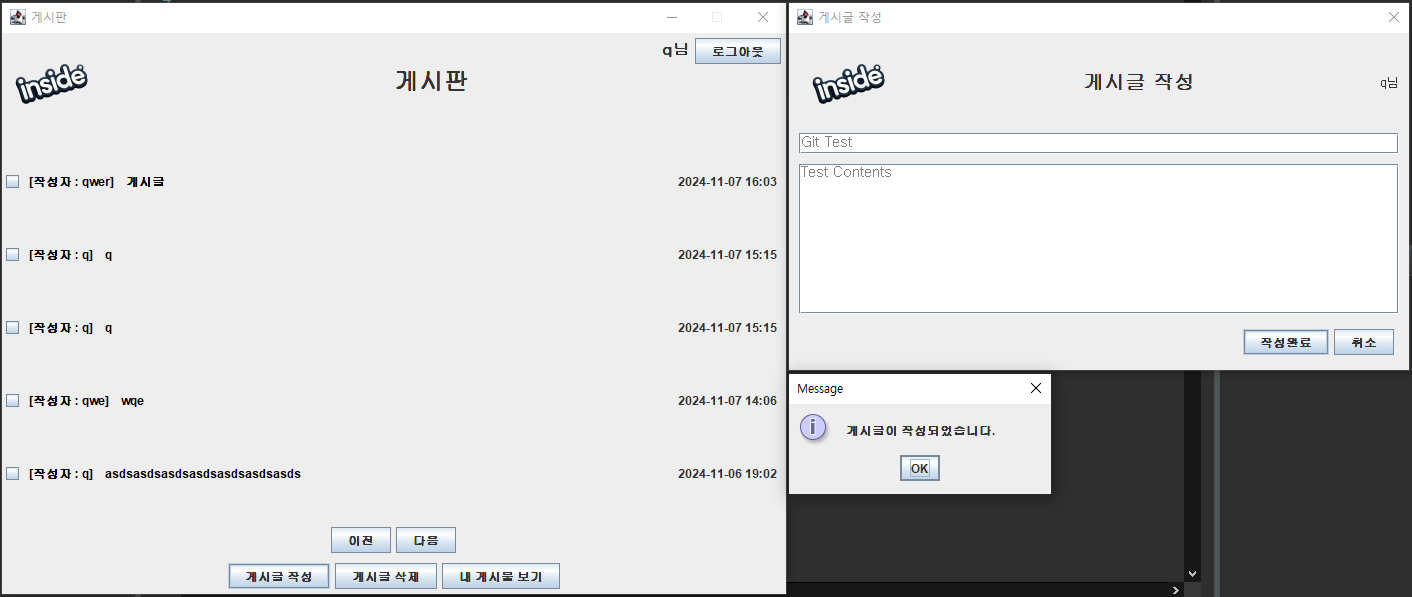 게시판
q님 로그아웃
inside
게시판
[작성자 : qwer] 게시글 2024-11-07 16:03
[작성자 : q] q 2024-11-07 15:15
[작성자 : q] q 2024-11-07 15:15
[작성자 : qwe] wqe 2024-11-07 14:06
[작성자 : q] asdsasdsasdsasdsasdsasdsasds 2024-11-06 19:02
이전 다음
게시글 작성 게시글 삭제 내 게시물 보기
게시글 작성
inside
게시글 작성
q님
Git Test
Test Contents
작성완료 취소
Message
게시글이 작성되었습니다.
OK